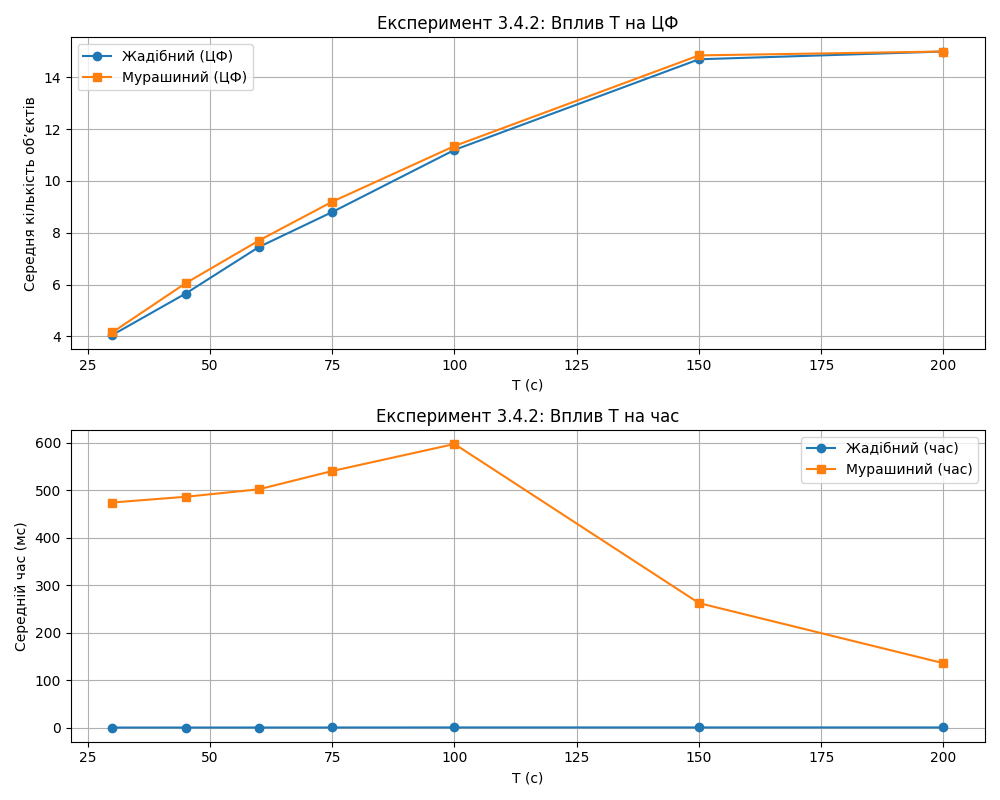 Експеримент 3.4.2: Вплив T на ЦФ
Жадібний (ЦФ)
Мурашиний (ЦФ)
Середня кількість об’єктів
14
12
10
8
6
4
25 50 75 100 125 150 175 200
T (с)
Експеримент 3.4.2: Вплив T на час
Жадібний (час)
Мурашиний (час)
Середній час (мс)
600
500
400
300
200
100
0
25 50 75 100 125 150 175 200
T (с)